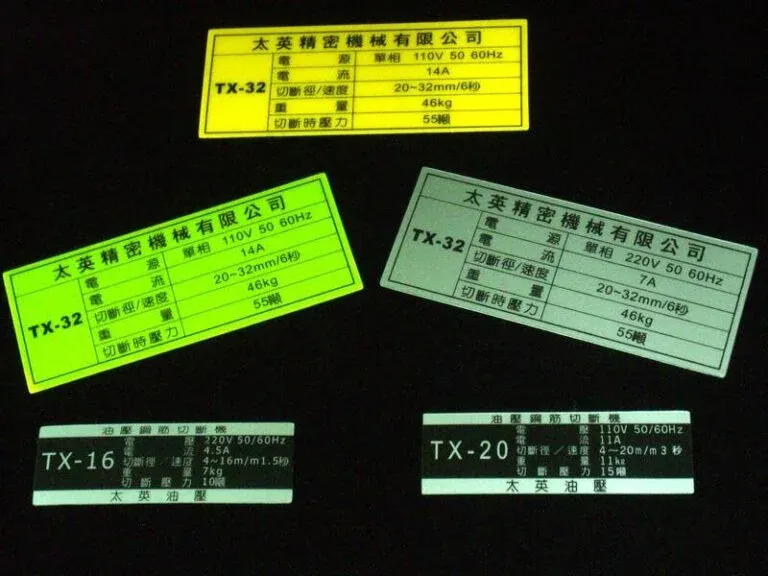 太英精密機械有限公司
TX-32
電源 單相 110V 50 60Hz
電流 14A
切斷徑/速度 20~32mm/6秒
重量 46kg
切斷時壓力 55噸
太英精密機械有限公司
TX-32
電源 單相 110V 50 60Hz
電流 14A
切斷徑/速度 20~32mm/6秒
重量 46kg
切斷時壓力 55噸
太英精密機械有限公司
TX-32
電源 單相 220V 50 60Hz
電流 7A
切斷徑/速度 20~32mm/6秒
重量 46kg
切斷時壓力 55噸
油壓鋼筋切斷機
TX-16
電壓 220V 50/60Hz
電流 4.5A
切斷徑/速度 4~16m/m1.5秒
重量 7kg
切斷壓力 10噸
太英油壓
油壓鋼筋切斷機
TX-20
電壓 110V 50/60Hz
電流 11A
切斷徑/速度 4~20m/m 3 秒
重量 11kg
切斷壓力 15噸
太英油壓